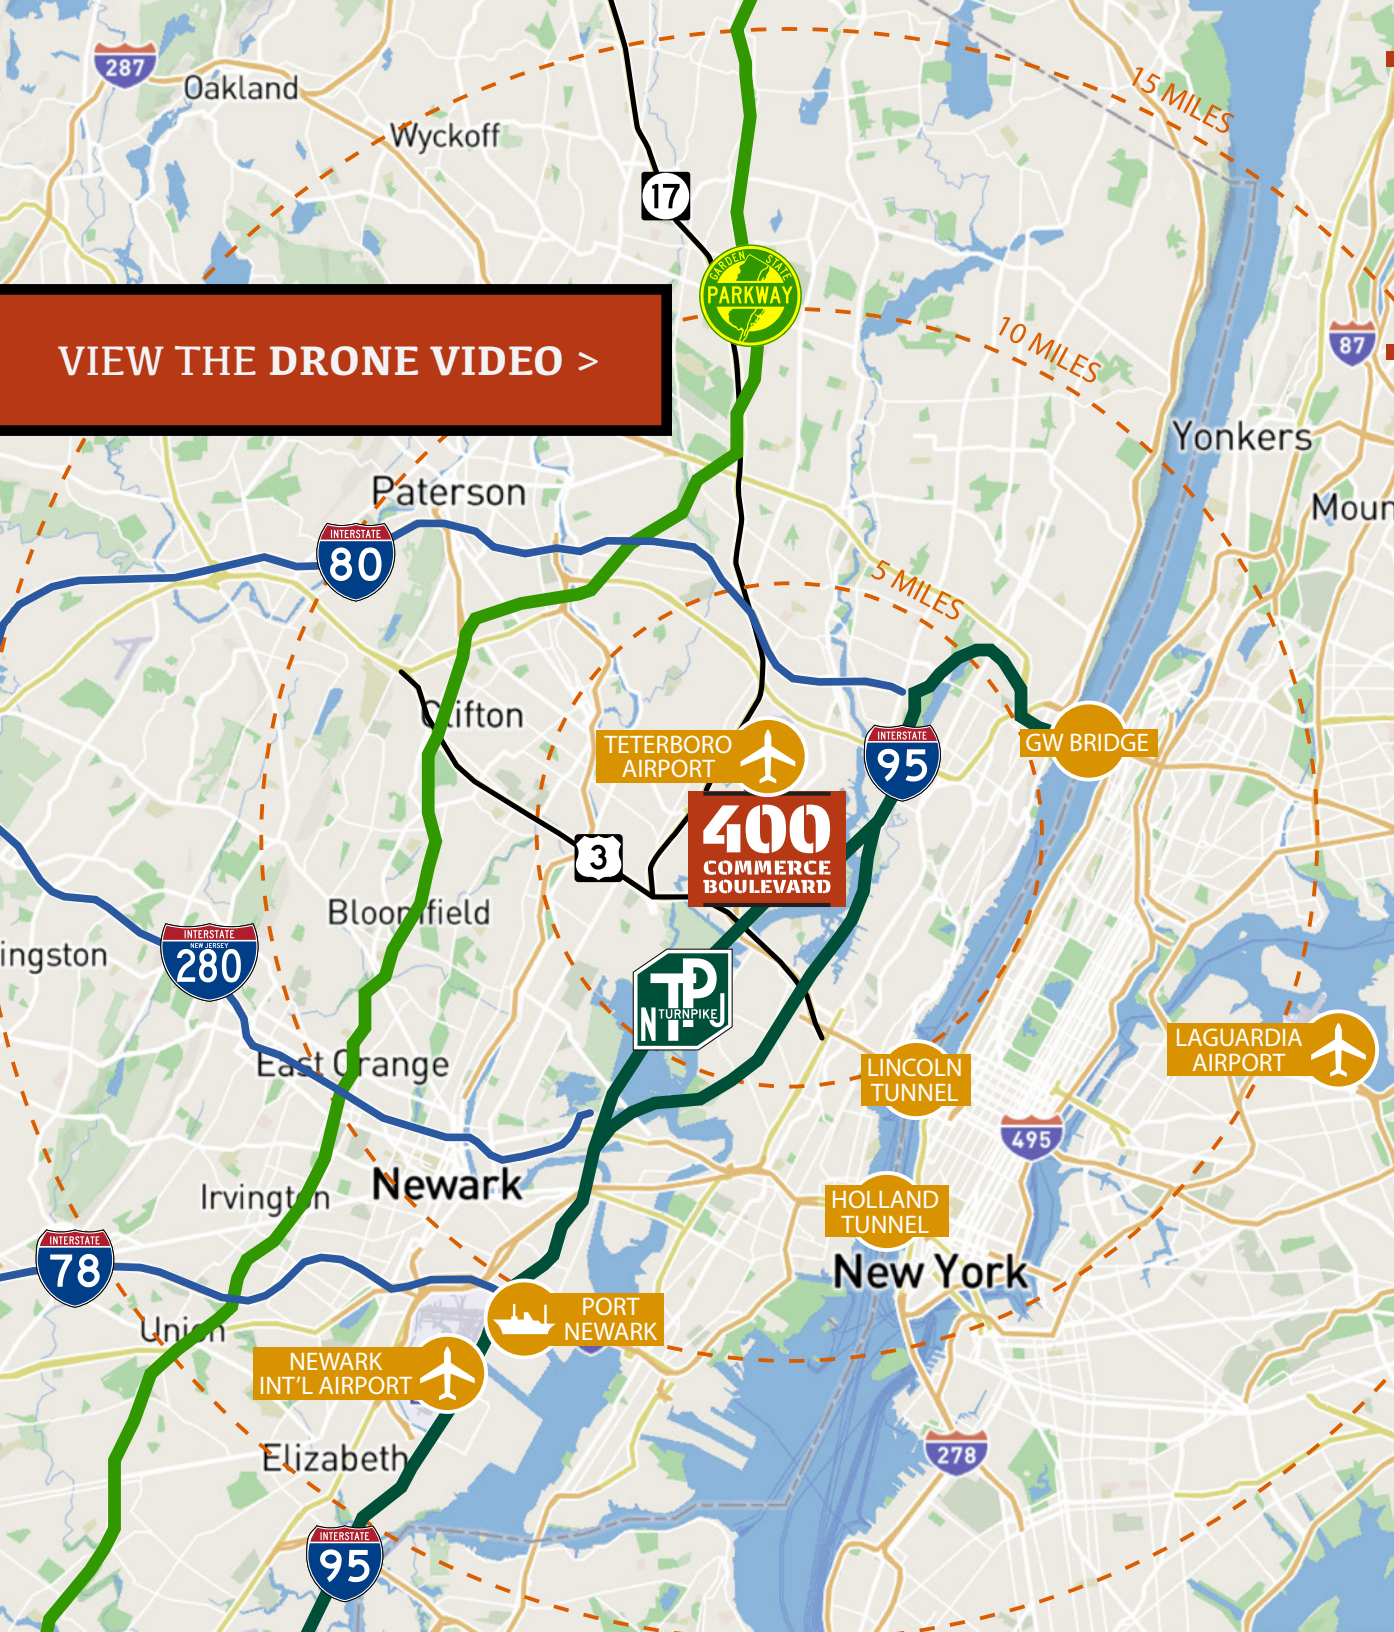 287
Oakland
Wyckoff
15 MILES
17
GARDEN STATE
PARKWAY
10 MILES
87
VIEW THE DRONE VIDEO >
Yonkers
Paterson
Moun
INTERSTATE
80
5 MILES
Clifton
TETERBORO
AIRPORT
INTERSTATE
95
GW BRIDGE
400
COMMERCE
BOULEVARD
3
Bloomfield
INTERSTATE
NEW JERSEY
280
ingston
NTPJ
TURNPIKE
LAGUARDIA
AIRPORT
East Orange
LINCOLN
TUNNEL
495
Newark
Irvington
HOLLAND
TUNNEL
INTERSTATE
78
New York
PORT
NEWARK
Union
NEWARK
INT'L AIRPORT
Elizabeth
278
INTERSTATE
95